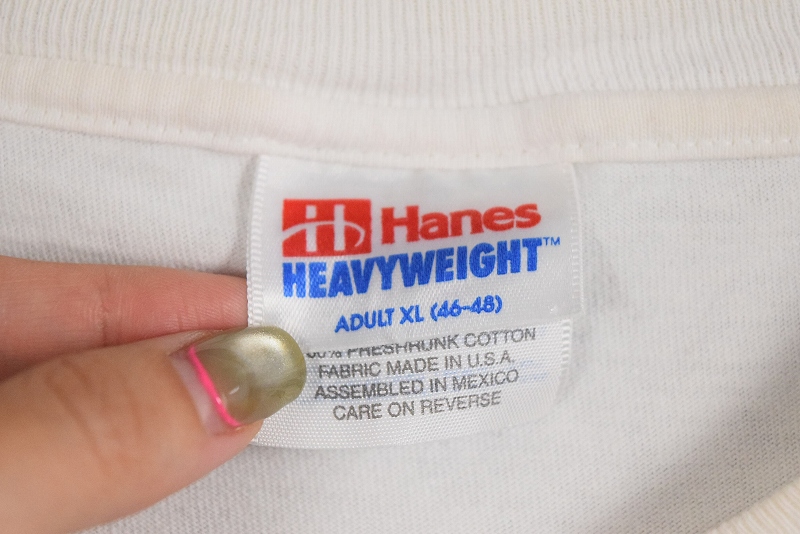 Hanes
HEAVYWEIGHT™
ADULT XL (46-48)
PRESHRUNK COTTON
FABRIC MADE IN U.S.A.
ASSEMBLED IN MEXICO
CARE ON REVERSE